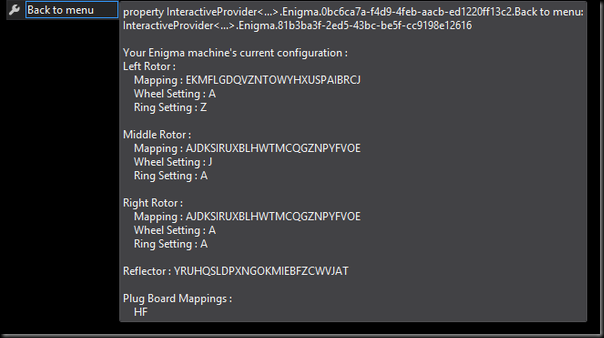 Back to menu
property InteractiveProvider<...>.Enigma.0bc6ca7a-f4d9-4feb-aacb-ed1220ff13c2.Back to menu:
InteractiveProvider<...>.Enigma.81b3ba3f-2ed5-43bc-be5f-cc9198e12616
Your Enigma machine's current configuration :
Left Rotor :
Mapping : EKMFLGDQVZNTOWYHXUSPAIBRCJ
Wheel Setting : A
Ring Setting : Z
Middle Rotor :
Mapping : AJDKSIRUXBLHWTMCQGZNPYFVOE
Wheel Setting : J
Ring Setting : A
Right Rotor :
Mapping : AJDKSIRUXBLHWTMCQGZNPYFVOE
Wheel Setting : A
Ring Setting : A
Reflector : YRUHQSLDPXNGOKMIEBFZCWVJAT
Plug Board Mappings :
HF